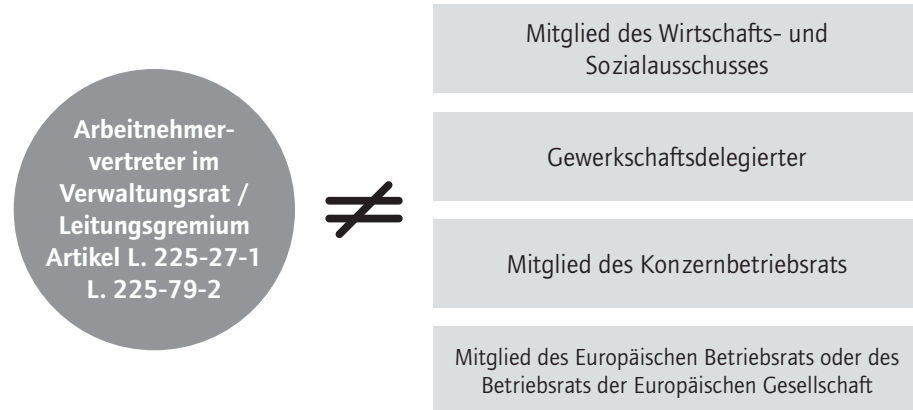 Arbeitnehmer-
vertreter im
Verwaltungsrat /
Leitungsgremium
Artikel L. 225-27-1
L. 225-79-2
≠
Mitglied des Wirtschafts- und
Sozialausschusses
Gewerkschaftsdelegierter
Mitglied des Konzernbetriebsrats
Mitglied des Europäischen Betriebsrats oder des
Betriebsrats der Europäischen Gesellschaft